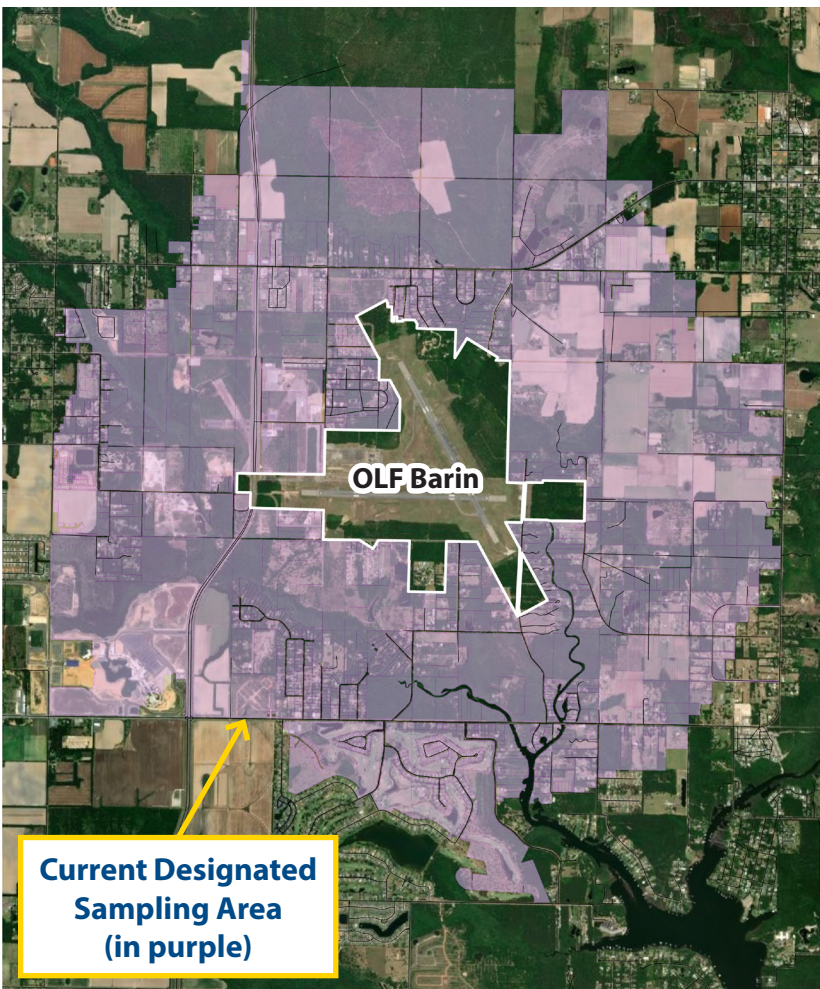 OLF Barin
Current Designated
Sampling Area
(in purple)